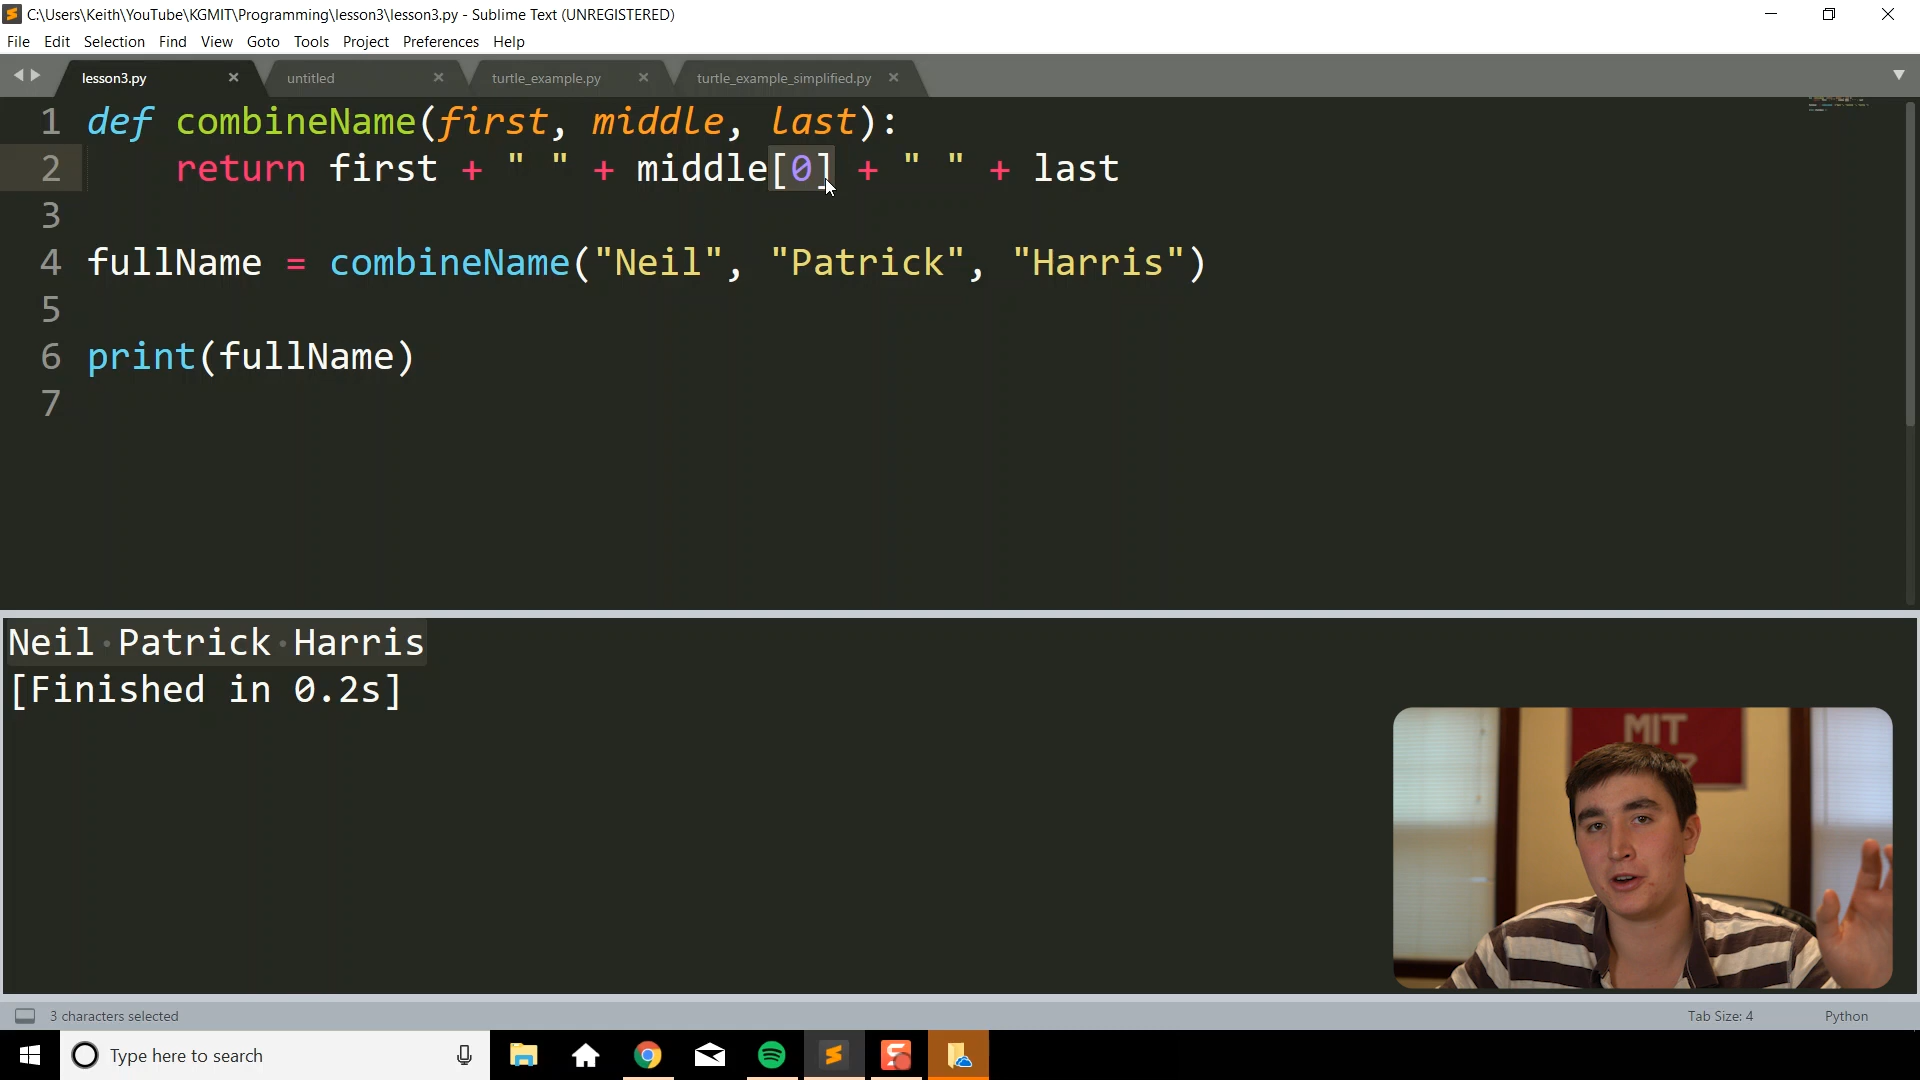 C:\Users\Keith\YouTube\KGMIT\Programming\lesson3\lesson3.py - Sublime Text (UNREGISTERED)
File Edit Selection Find View Goto Tools Project Preferences Help
lesson3.py untitled turtle_example.py turtle_example_simplified.py
1 def combineName(first, middle, last):
2 return first + " " + middle[0] + " " + last
3
4 fullName = combineName("Neil", "Patrick", "Harris")
5
6 print(fullName)
7
Neil Patrick Harris
[Finished in 0.2s]
MIT
3 characters selected Tab Size: 4 Python
Type here to search